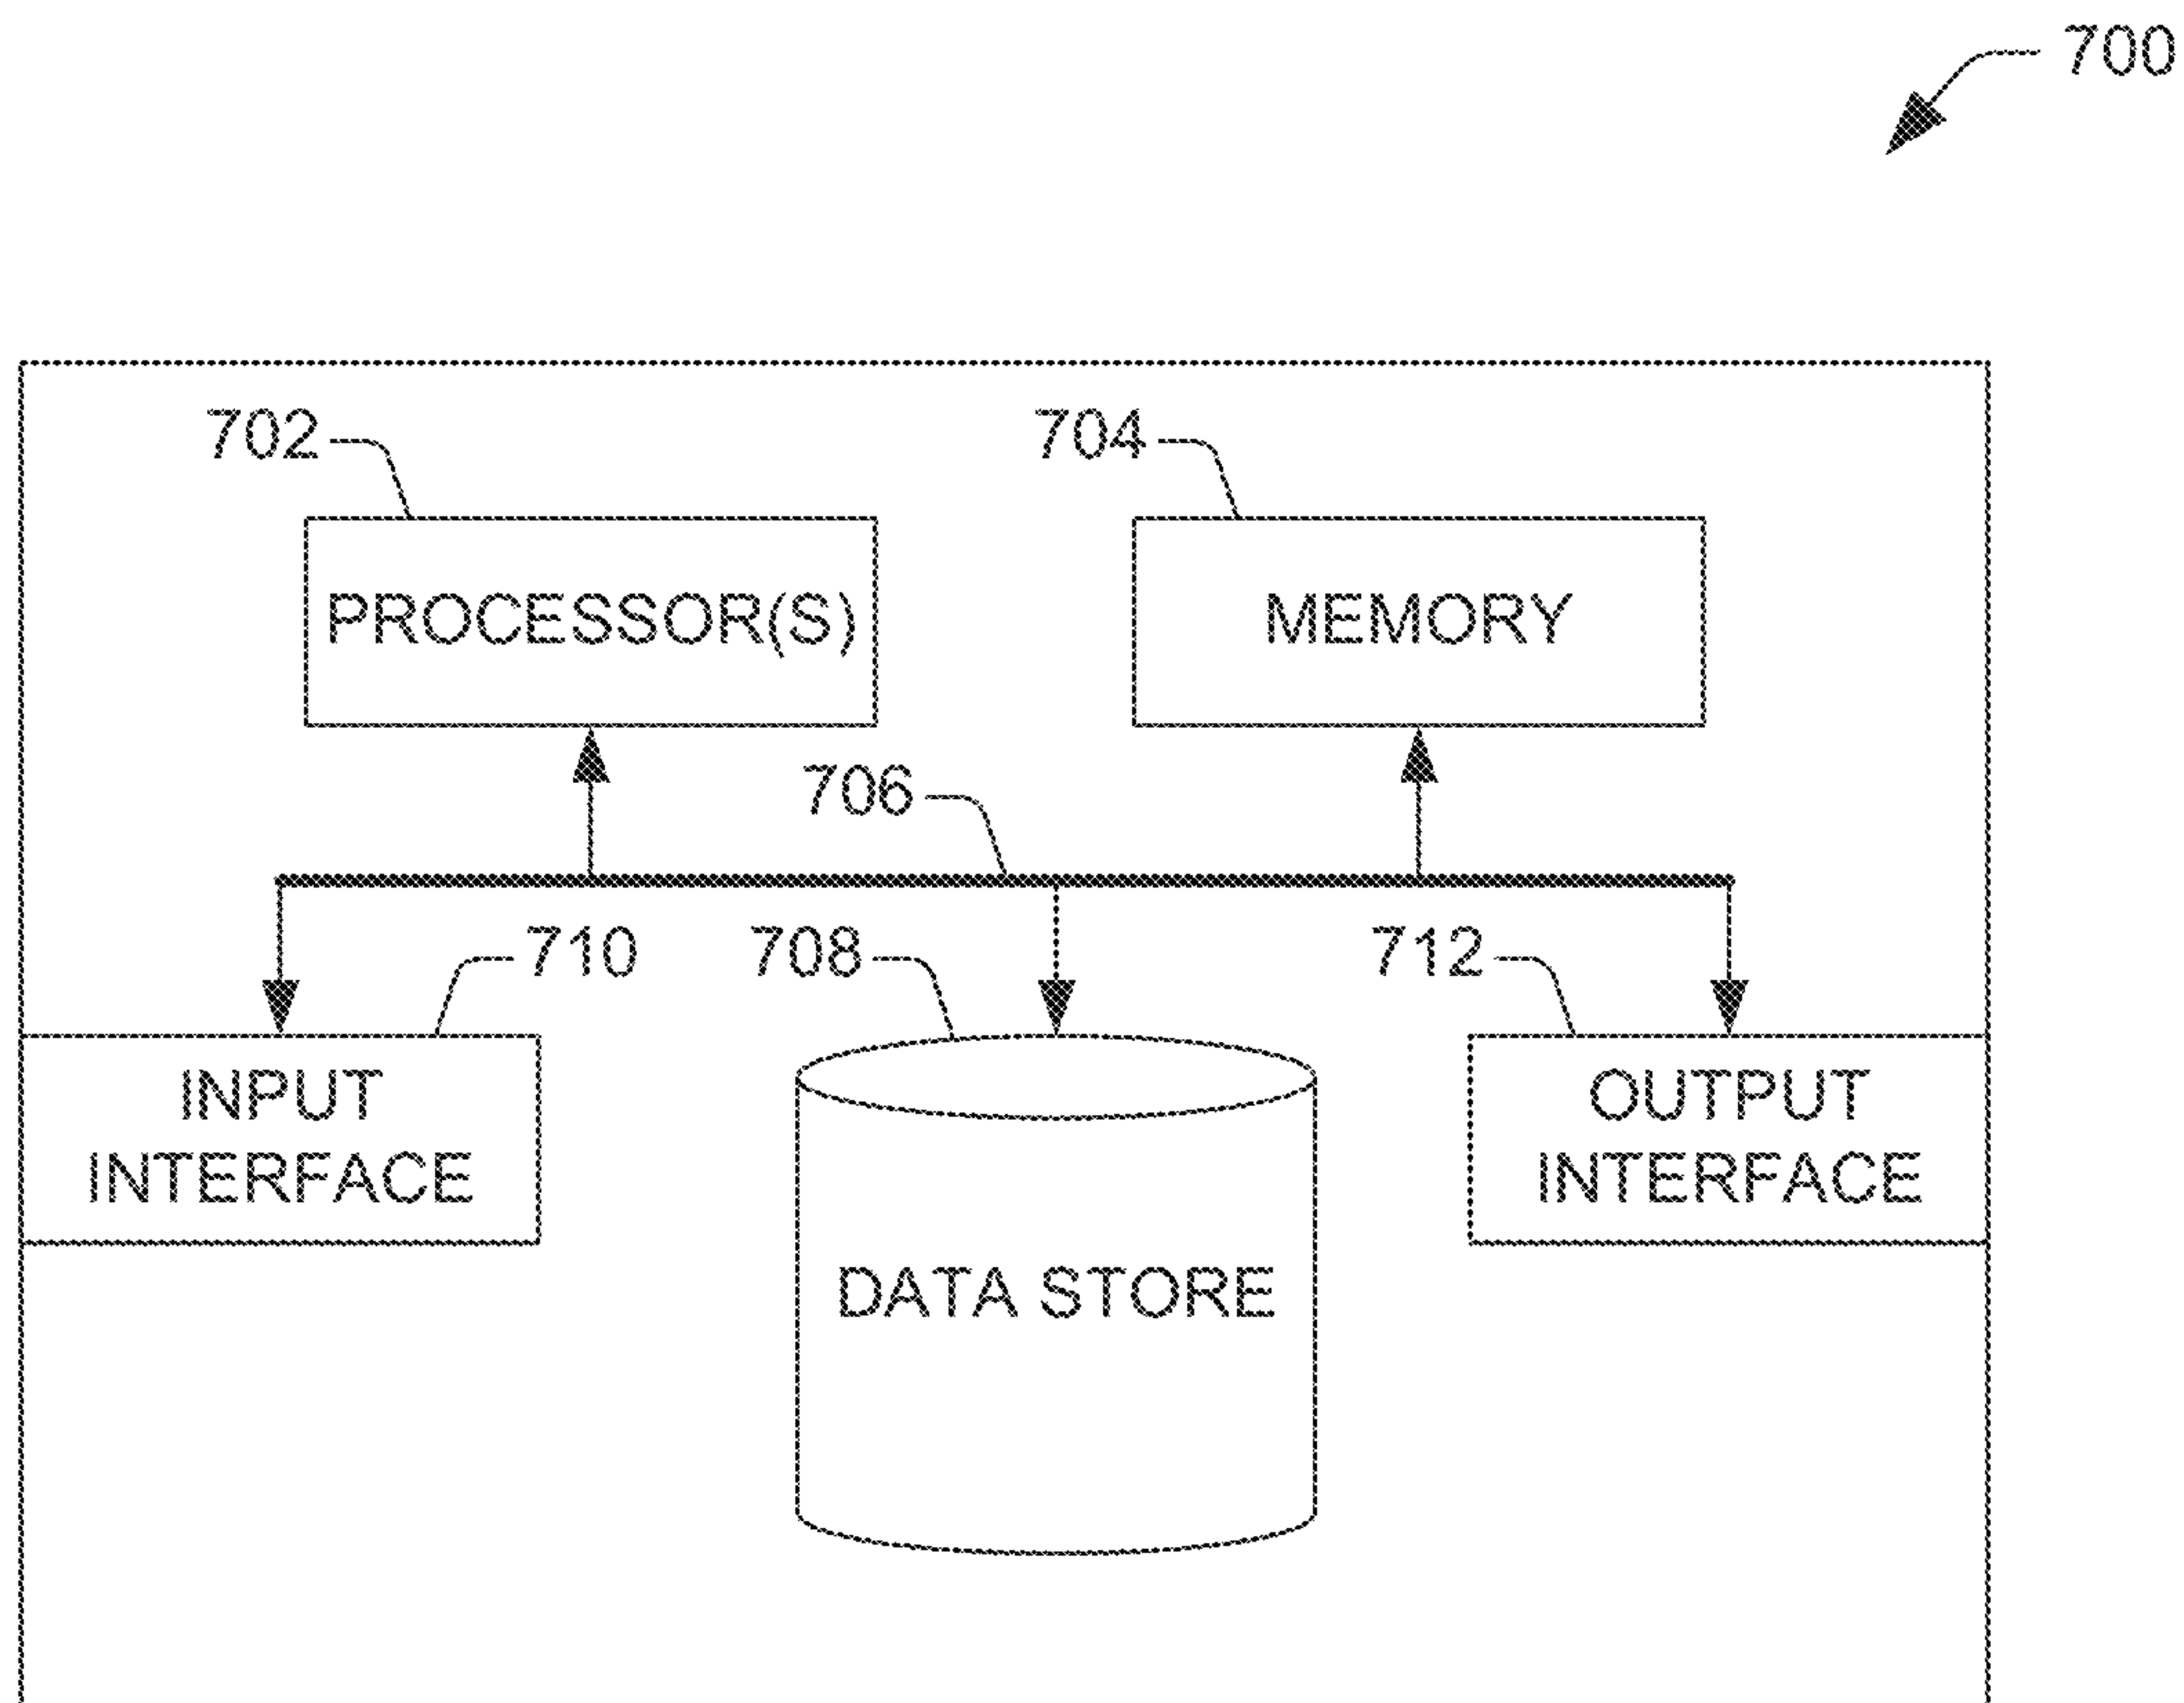 700
702
704
PROCESSOR(S)
MEMORY
706
710
708
712
INPUT
INTERFACE
OUTPUT
INTERFACE
DATA STORE